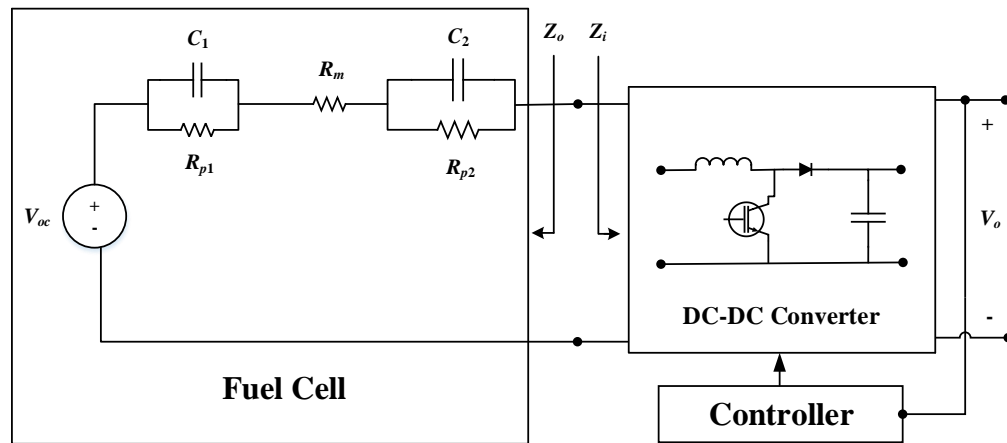 C1
C2
Zo
Zi
Rm
Rp1
Rp2
+
-
Voc
+
Vo
-
DC-DC Converter
Fuel Cell
Controller